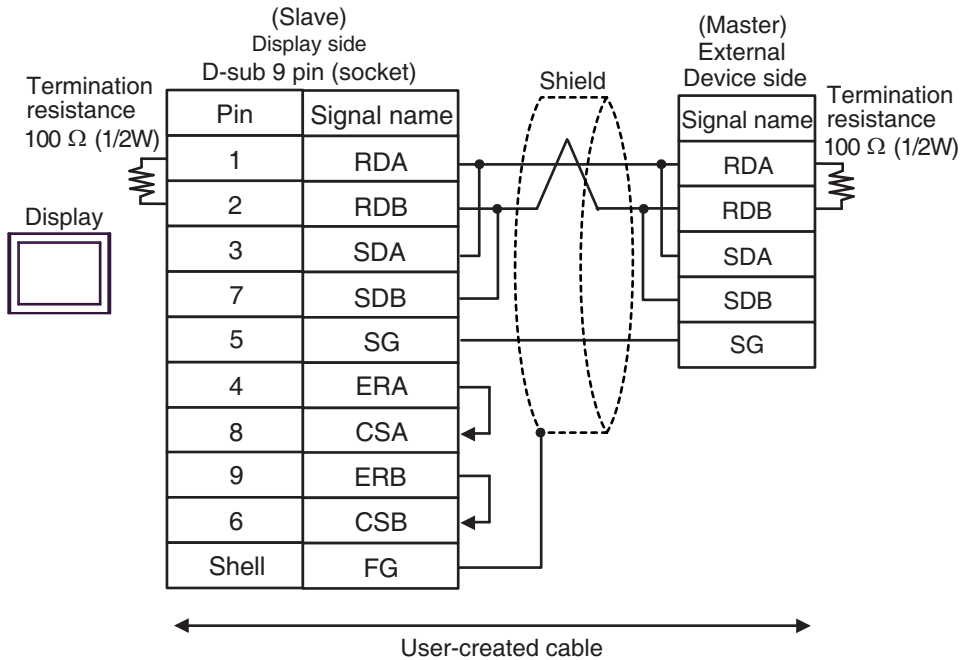 (Slave)
Display side
D-sub 9 pin (socket)
(Master)
External
Device side
Termination
resistance
100 Ω (1/2W)
Shield
Termination
resistance
100 Ω (1/2W)
Display
Pin Signal name
1 RDA
2 RDB
3 SDA
7 SDB
5 SG
4 ERA
8 CSA
9 ERB
6 CSB
Shell FG
Signal name
RDA
RDB
SDA
SDB
SG
User-created cable